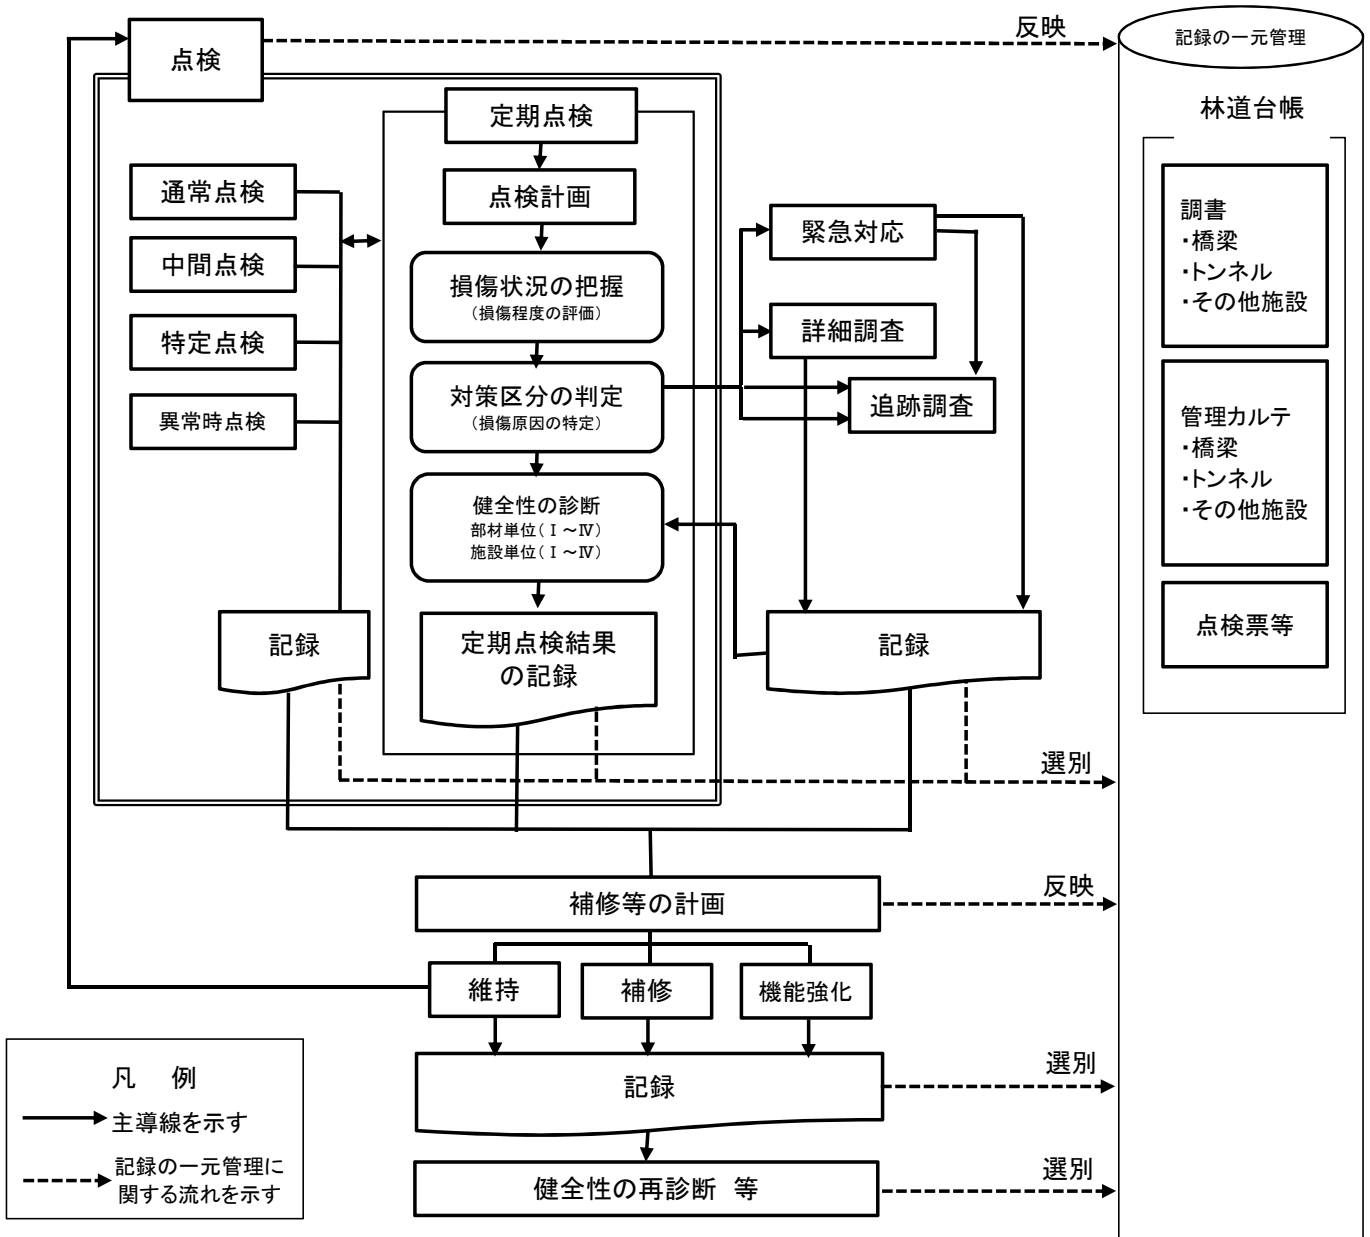 点検
反映
記録の一元管理
林道台帳
定期点検
点検計画
通常点検
中間点検
特定点検
異常時点検
損傷状況の把握
(損傷程度の評価)
対策区分の判定
(損傷原因の特定)
健全性の診断
部材単位(Ⅰ～Ⅳ)
施設単位(Ⅰ～Ⅳ)
緊急対応
詳細調査
追跡調査
調書
・橋梁
・トンネル
・その他施設
管理カルテ
・橋梁
・トンネル
・その他施設
点検票等
記録
定期点検結果
の記録
記録
選別
補修等の計画
反映
維持
補修
機能強化
記録
選別
健全性の再診断 等
選別
凡 例
主導線を示す
記録の一元管理に
関する流れを示す